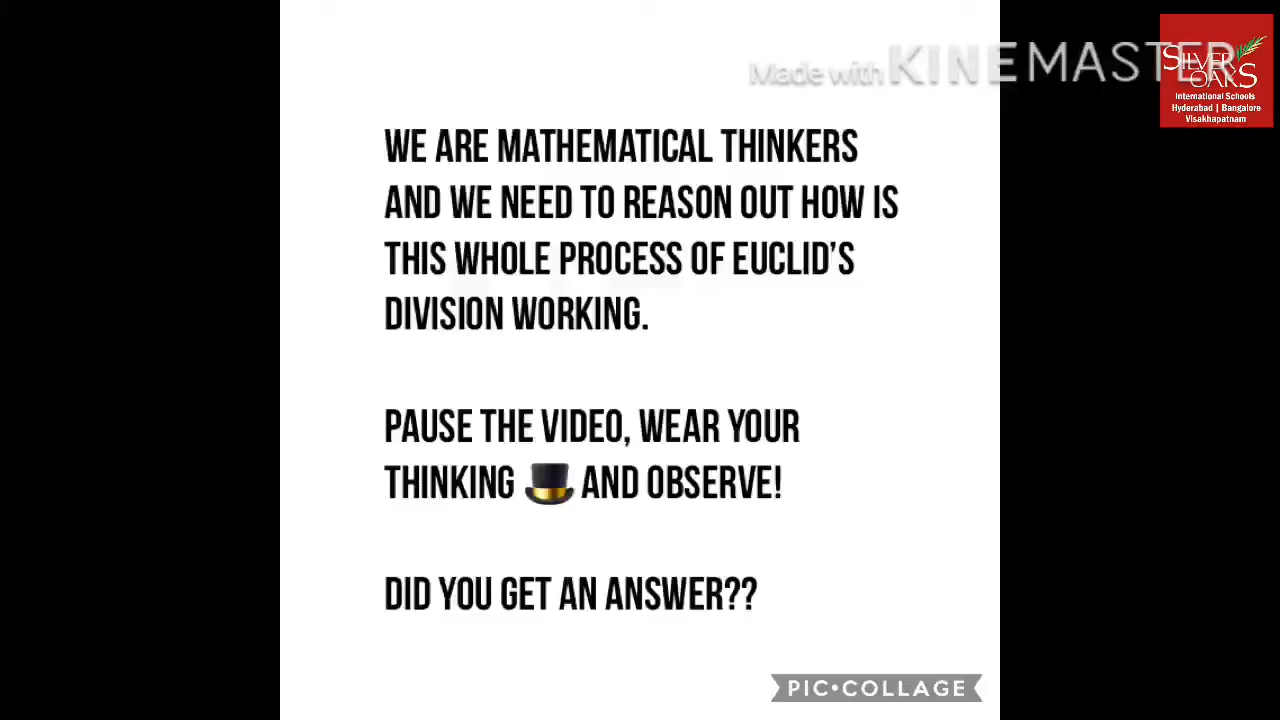 Made with KINEMASTER
SILVER
OAKS
International Schools
Hyderabad | Bangalore
Visakhapatnam
WE ARE MATHEMATICAL THINKERS
AND WE NEED TO REASON OUT HOW IS
THIS WHOLE PROCESS OF EUCLID'S
DIVISION WORKING.
PAUSE THE VIDEO, WEAR YOUR
THINKING 🎩 AND OBSERVE!
DID YOU GET AN ANSWER??
PIC•COLLAGE